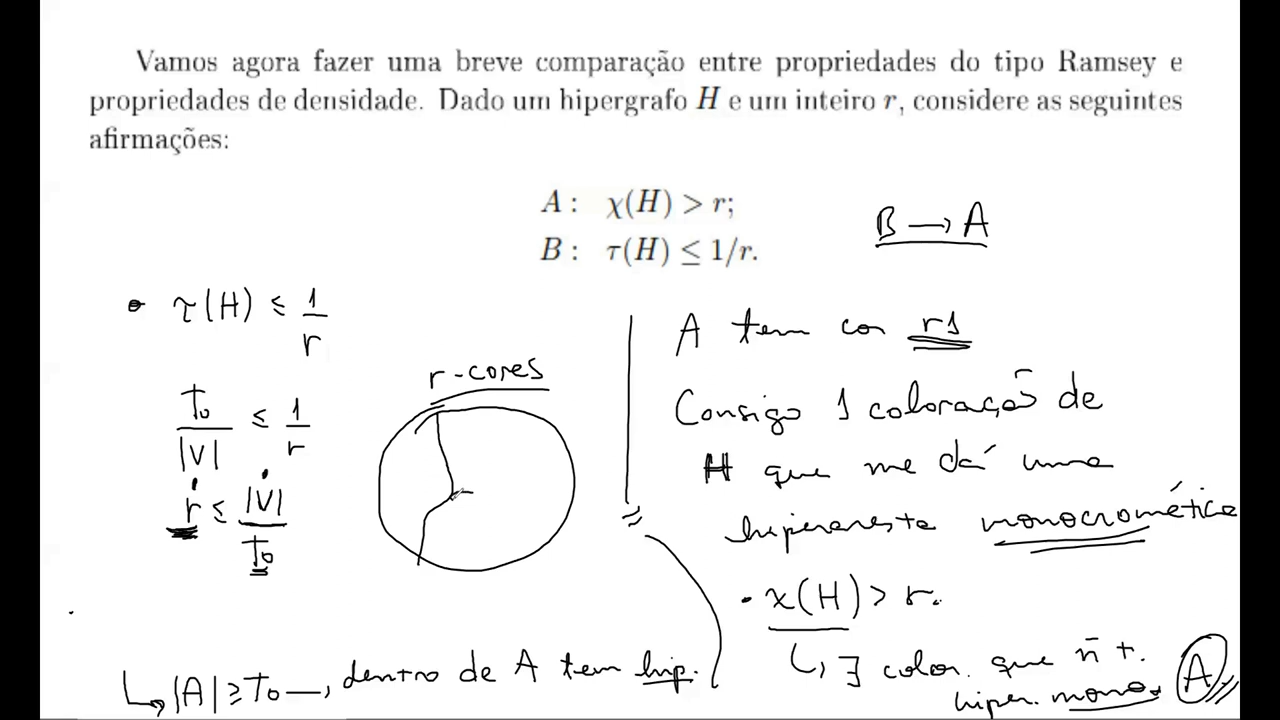 Vamos agora fazer uma breve comparação entre propriedades do tipo Ramsey e
propriedades de densidade. Dado um hipergrafo H e um inteiro r, considere as seguintes
afirmações:
A : χ(H) > r;
B : τ(H) ≤ 1/r.
B → A
• τ(H) ≤ 1/r
T₀/|V| ≤ 1/r
r ≤ |V|/T₀
r-cores
↳ |A| ≥ T₀ →, dentro de A tem hip.
A tem cor r1
Consigo 1 coloração de
H que me dá uma
hiperaresta monocromética
• χ(H) > r.
↳, ∃ color. que ñ t.
hiper. mono. A